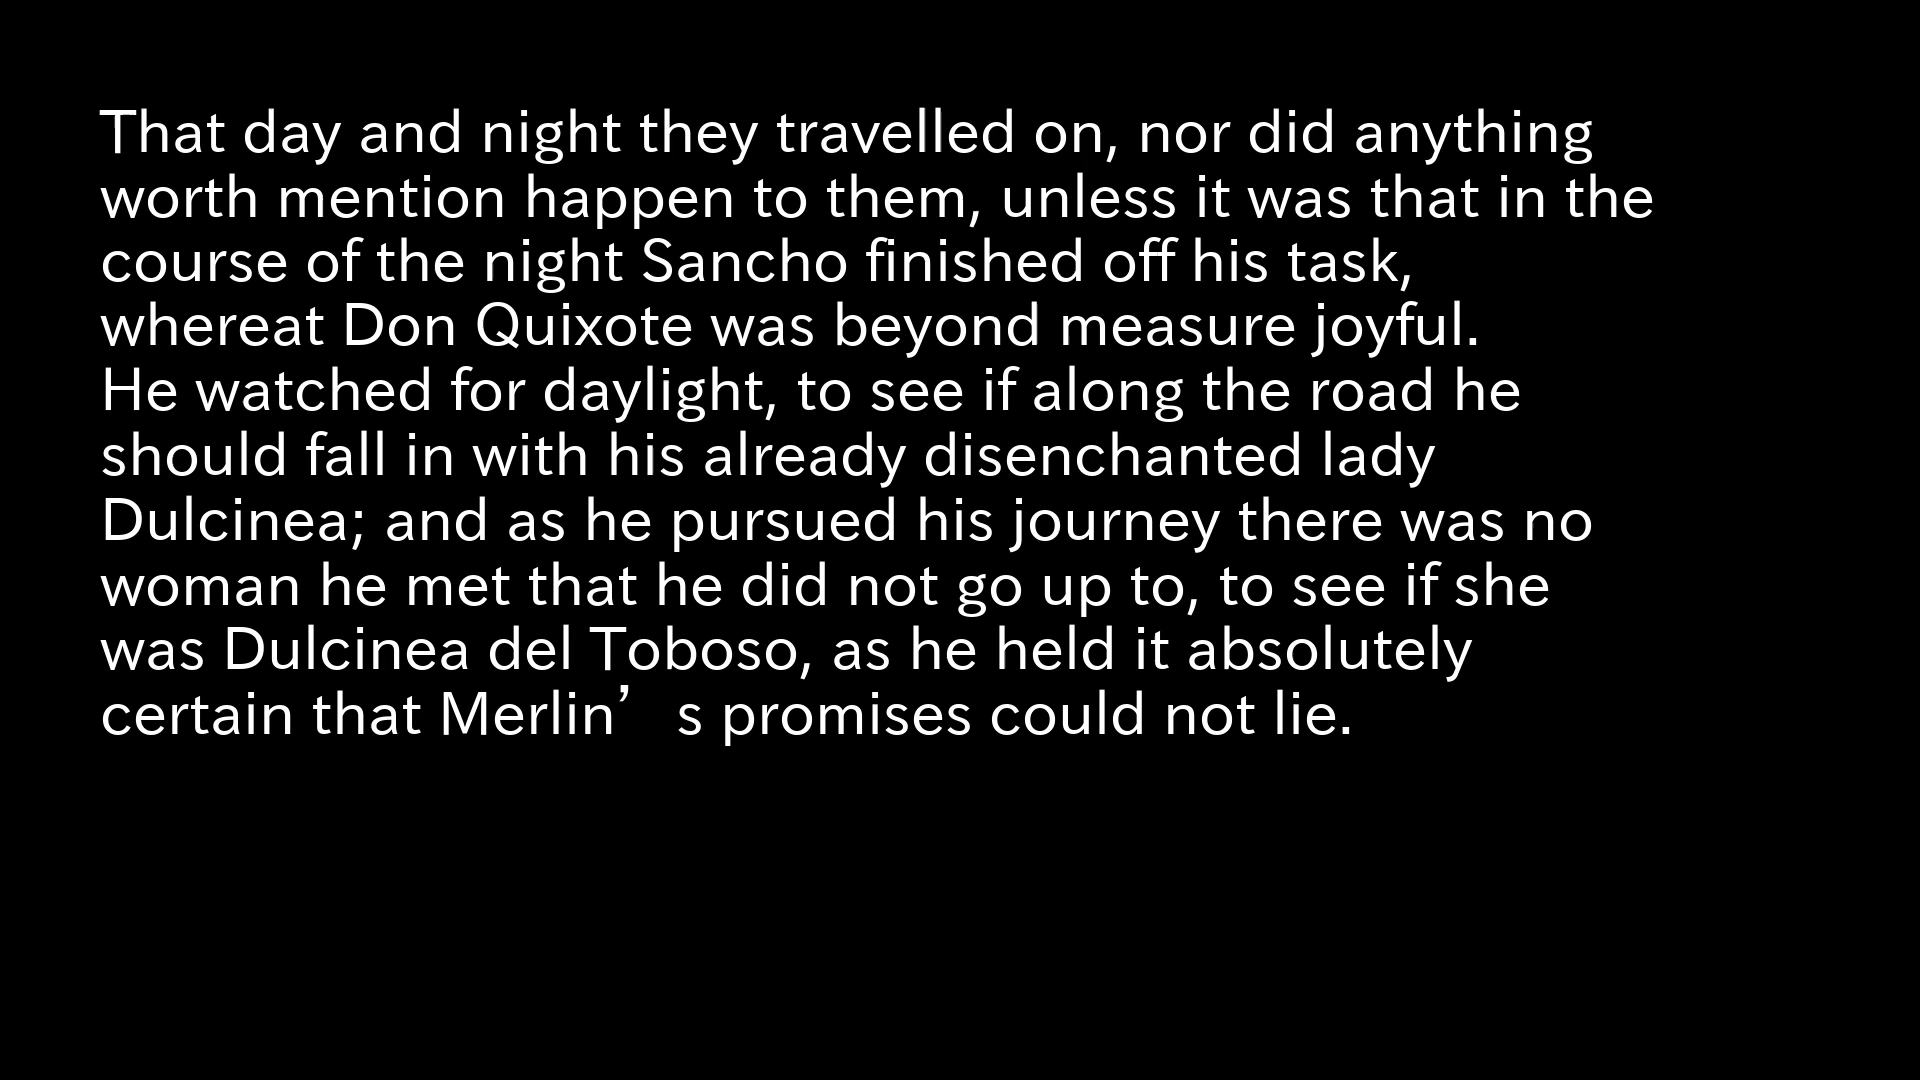 That day and night they travelled on, nor did anything
worth mention happen to them, unless it was that in the
course of the night Sancho finished off his task,
whereat Don Quixote was beyond measure joyful.
He watched for daylight, to see if along the road he
should fall in with his already disenchanted lady
Dulcinea; and as he pursued his journey there was no
woman he met that he did not go up to, to see if she
was Dulcinea del Toboso, as he held it absolutely
certain that Merlin’s promises could not lie.